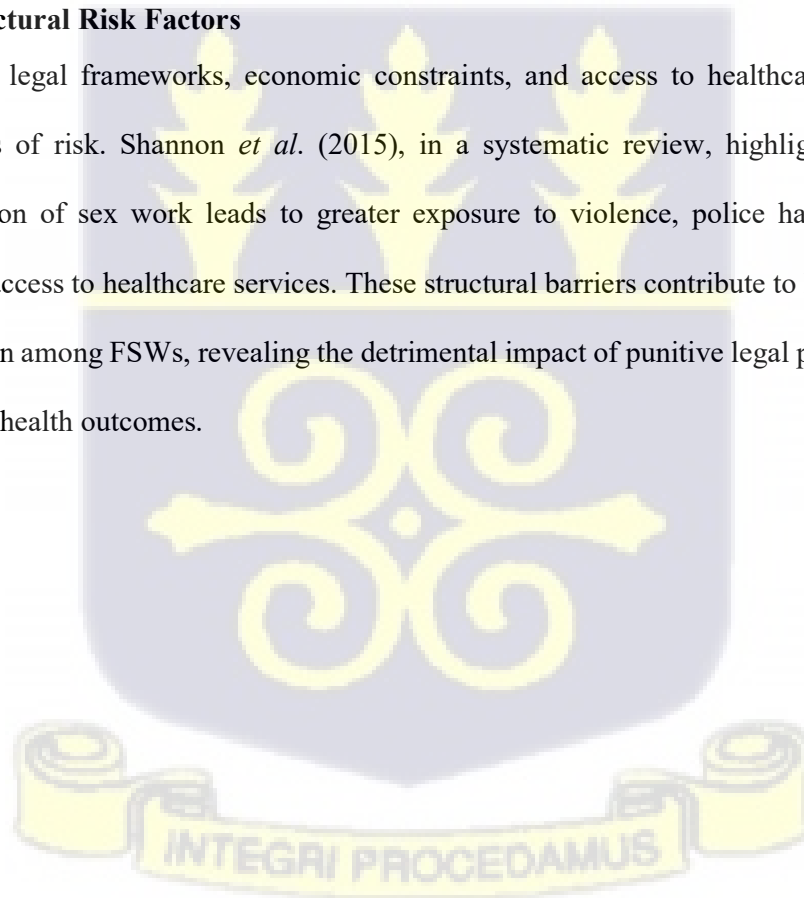 ctural Risk Factors
legal frameworks, economic constraints, and access to healthca
s of risk. Shannon et al. (2015), in a systematic review, highlig
on of sex work leads to greater exposure to violence, police ha
access to healthcare services. These structural barriers contribute to
n among FSWs, revealing the detrimental impact of punitive legal p
health outcomes.
INTEGRI PROCEDAMUS